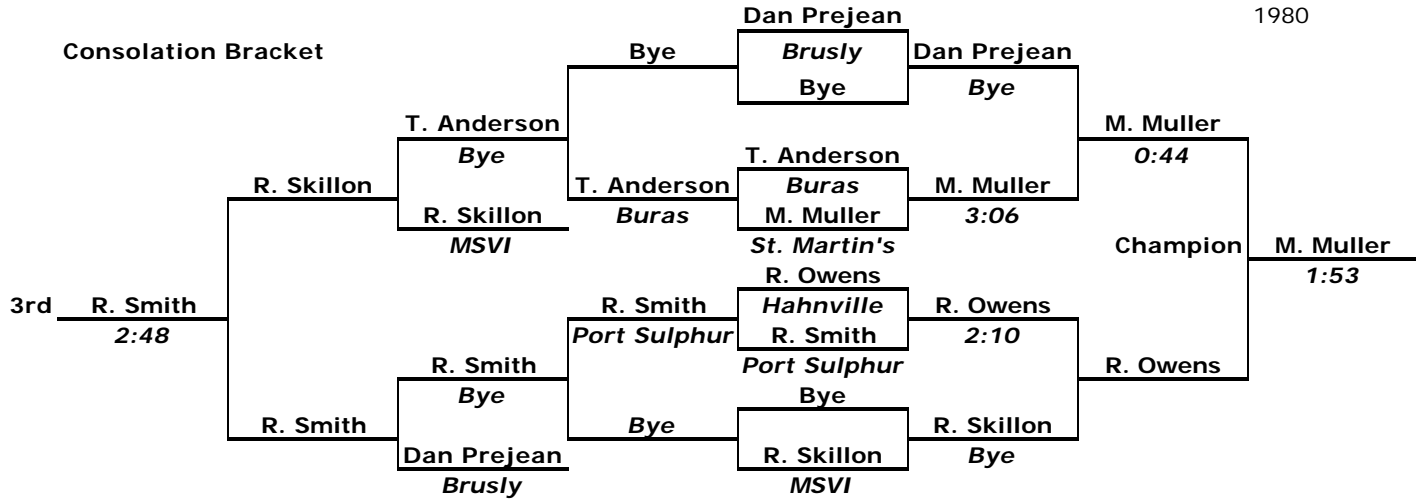 Dan Prejean 1980
Consolation Bracket Bye Brusly Dan Prejean
Bye Bye
T. Anderson M. Muller
Bye T. Anderson 0:44
R. Skillon T. Anderson Buras M. Muller
R. Skillon Buras M. Muller 3:06
MSVI St. Martin's Champion M. Muller
R. Owens 1:53
3rd R. Smith R. Smith Hahnville R. Owens
2:48 Port Sulphur R. Smith 2:10
R. Smith Port Sulphur R. Owens
Bye Bye
R. Smith Bye R. Skillon
Dan Prejean R. Skillon Bye
Brusly MSVI